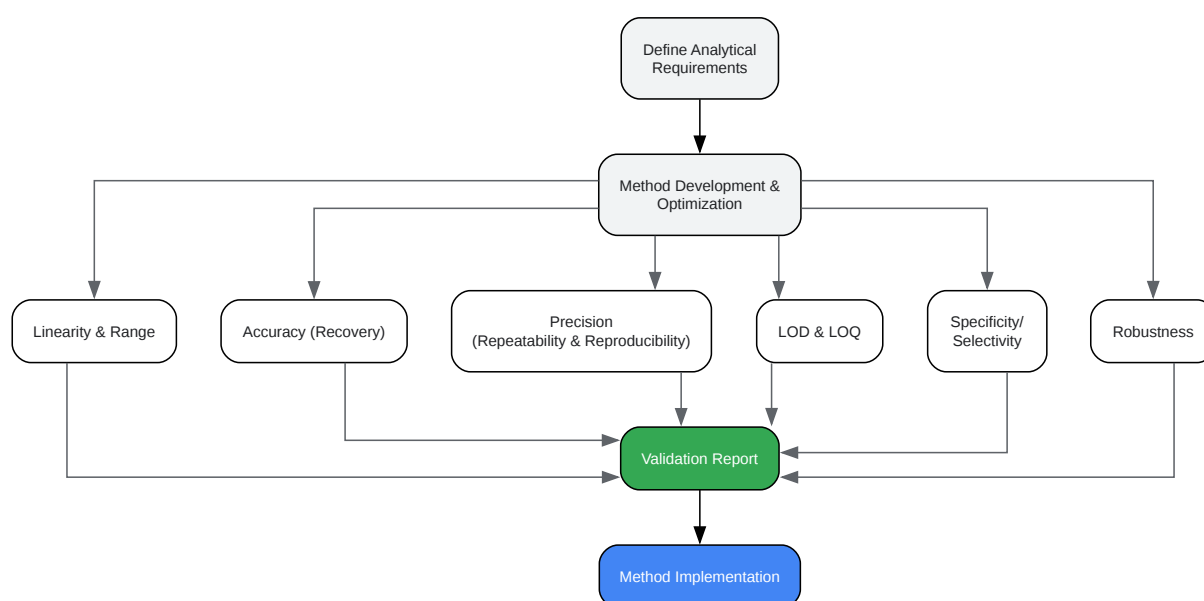 Define Analytical
Requirements
Method Development &
Optimization
Linearity & Range
Accuracy (Recovery)
Precision
(Repeatability & Reproducibility)
LOD & LOQ
Specificity/
Selectivity
Robustness
Validation Report
Method Implementation